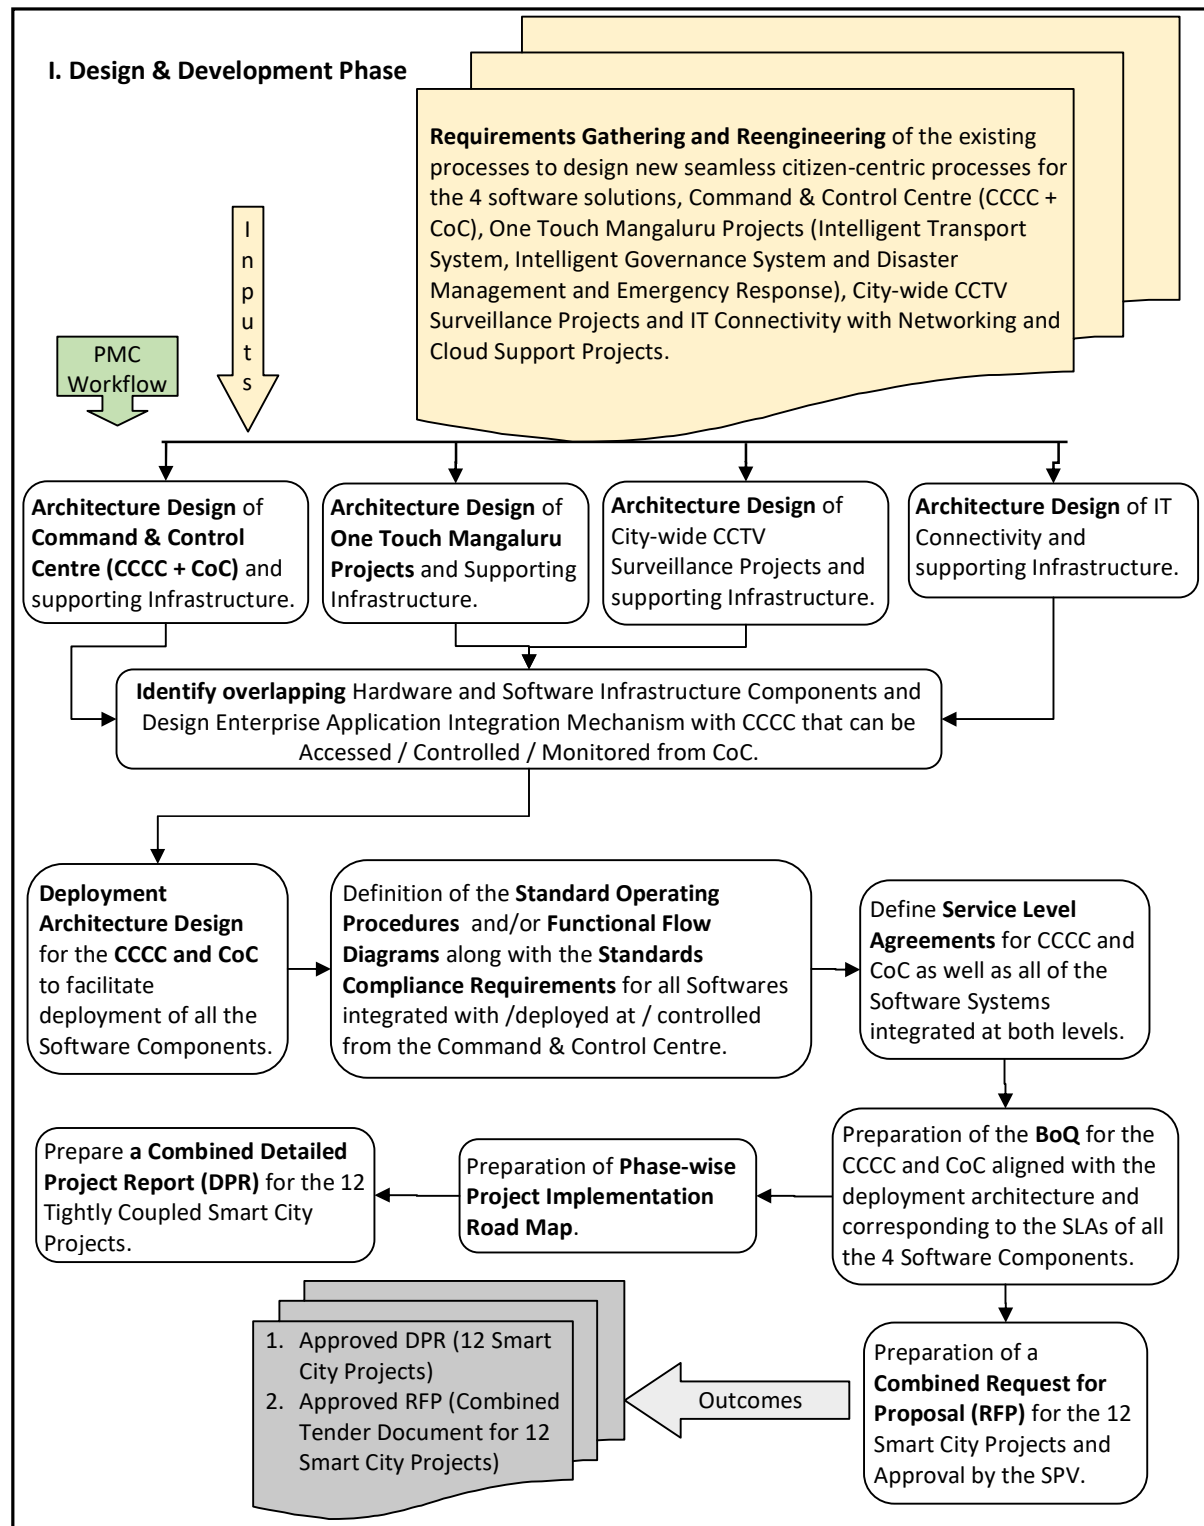 I. Design & Development Phase
Requirements Gathering and Reengineering of the existing
processes to design new seamless citizen-centric processes for
the 4 software solutions, Command & Control Centre (CCCC +
CoC), One Touch Mangaluru Projects (Intelligent Transport
System, Intelligent Governance System and Disaster
Management and Emergency Response), City-wide CCTV
Surveillance Projects and IT Connectivity with Networking and
Cloud Support Projects.
I
n
p
u
t
s
PMC
Workflow
Architecture Design of
Command & Control
Centre (CCCC + CoC) and
supporting Infrastructure.
Architecture Design of
One Touch Mangaluru
Projects and Supporting
Infrastructure.
Architecture Design of
City-wide CCTV
Surveillance Projects and
supporting Infrastructure.
Architecture Design of IT
Connectivity and
supporting Infrastructure.
Identify overlapping Hardware and Software Infrastructure Components and
Design Enterprise Application Integration Mechanism with CCCC that can be
Accessed / Controlled / Monitored from CoC.
Deployment
Architecture Design
for the CCCC and CoC
to facilitate
deployment of all the
Software Components.
Definition of the Standard Operating
Procedures and/or Functional Flow
Diagrams along with the Standards
Compliance Requirements for all Softwares
integrated with /deployed at / controlled
from the Command & Control Centre.
Define Service Level
Agreements for CCCC and
CoC as well as all of the
Software Systems
integrated at both levels.
Preparation of the BoQ for the
CCCC and CoC aligned with the
deployment architecture and
corresponding to the SLAs of all
the 4 Software Components.
Preparation of Phase-wise
Project Implementation
Road Map.
Prepare a Combined Detailed
Project Report (DPR) for the 12
Tightly Coupled Smart City
Projects.
Preparation of a
Combined Request for
Proposal (RFP) for the 12
Smart City Projects and
Approval by the SPV.
Outcomes
1. Approved DPR (12 Smart
City Projects)
2. Approved RFP (Combined
Tender Document for 12
Smart City Projects)